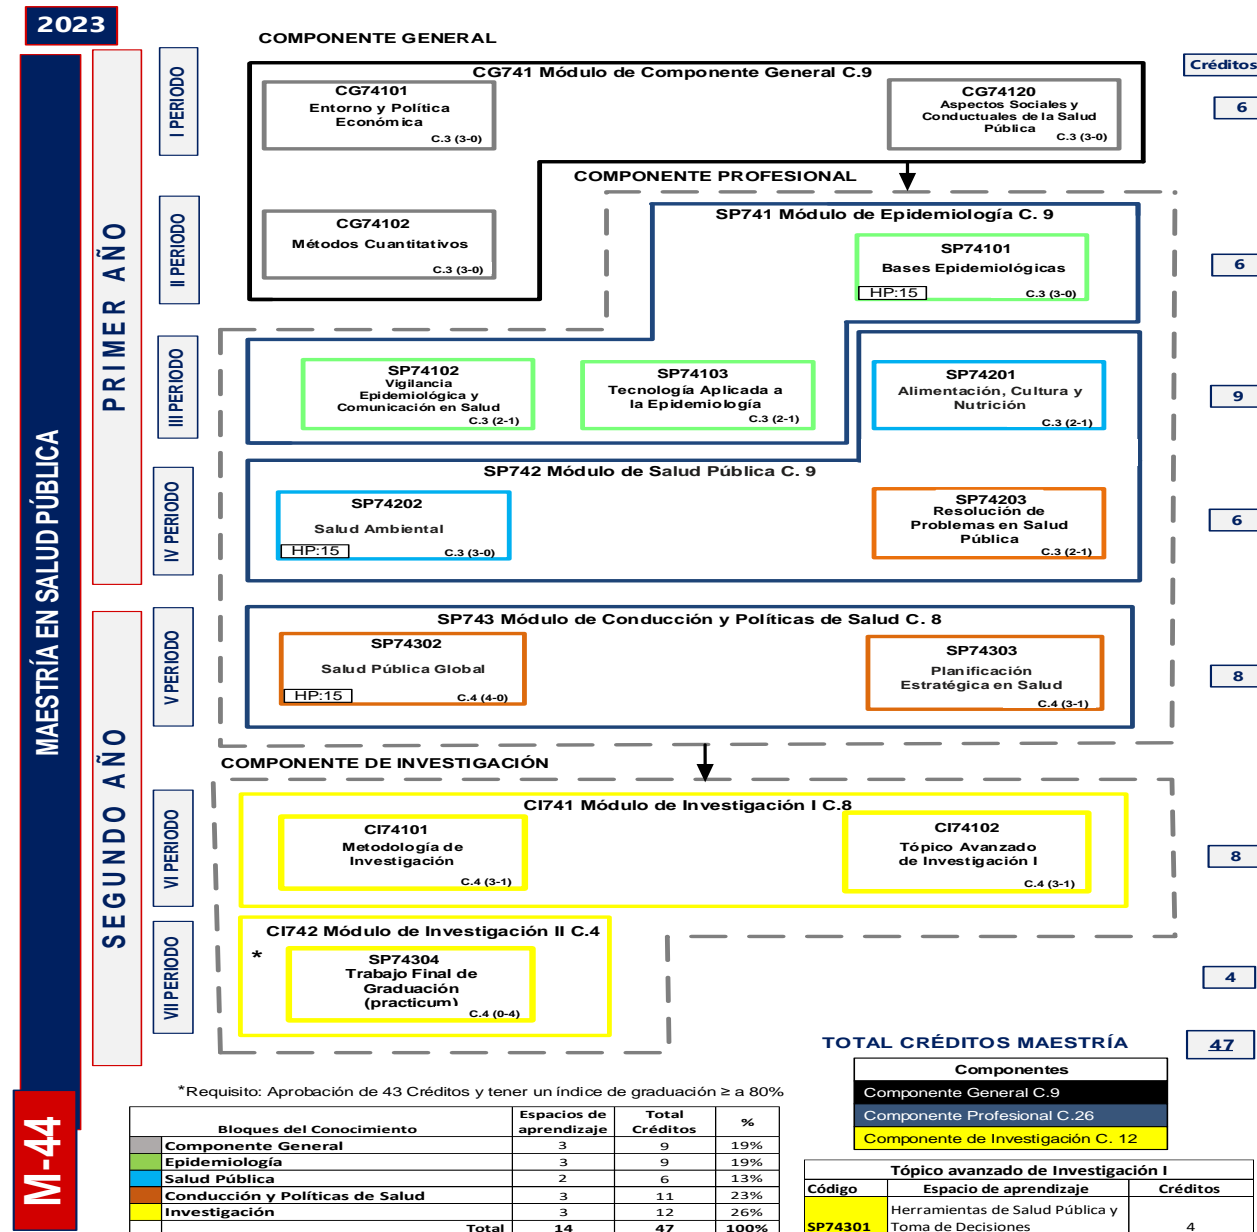 2023
MAESTRÍA EN SALUD PÚBLICA
M-44
PRIMER AÑO
SEGUNDO AÑO
COMPONENTE GENERAL
Créditos
I PERIODO
CG741 Módulo de Componente General C.9
CG74101
Entorno y Política
Económica
C.3 (3-0)
CG74120
Aspectos Sociales y
Conductuales de la Salud
Pública
C.3 (3-0)
6
COMPONENTE PROFESIONAL
II PERIODO
CG74102
Métodos Cuantitativos
C.3 (3-0)
SP741 Módulo de Epidemiología C. 9
SP74101
Bases Epidemiológicas
HP:15
C.3 (3-0)
6
III PERIODO
SP74102
Vigilancia
Epidemiológica y
Comunicación en Salud
C.3 (2-1)
SP74103
Tecnología Aplicada a
la Epidemiología
C.3 (2-1)
SP74201
Alimentación, Cultura y
Nutrición
C.3 (2-1)
9
SP742 Módulo de Salud Pública C. 9
IV PERIODO
SP74202
Salud Ambiental
HP:15
C.3 (3-0)
SP74203
Resolución de
Problemas en Salud
Pública
C.3 (2-1)
6
SP743 Módulo de Conducción y Políticas de Salud C. 8
V PERIODO
SP74302
Salud Pública Global
HP:15
C.4 (4-0)
SP74303
Planificación
Estratégica en Salud
C.4 (3-1)
8
COMPONENTE DE INVESTIGACIÓN
CI741 Módulo de Investigación I C.8
VI PERIODO
CI74101
Metodología de
Investigación
C.4 (3-1)
CI74102
Tópico Avanzado
de Investigación I
C.4 (3-1)
8
CI742 Módulo de Investigación II C.4
VII PERIODO
*
SP74304
Trabajo Final de
Graduación
(practicum)
C.4 (0-4)
4
TOTAL CRÉDITOS MAESTRÍA 47
*Requisito: Aprobación de 43 Créditos y tener un índice de graduación ≥ a 80%
Componentes
Componente General C.9
Componente Profesional C.26
Componente de Investigación C. 12
Bloques del Conocimiento Espacios de aprendizaje Total Créditos %
Componente General 3 9 19%
Epidemiología 3 9 19%
Salud Pública 2 6 13%
Conducción y Políticas de Salud 3 11 23%
Investigación 3 12 26%
Total 14 47 100%
Tópico avanzado de Investigación I
Código Espacio de aprendizaje Créditos
SP74301 Herramientas de Salud Pública y Toma de Decisiones 4